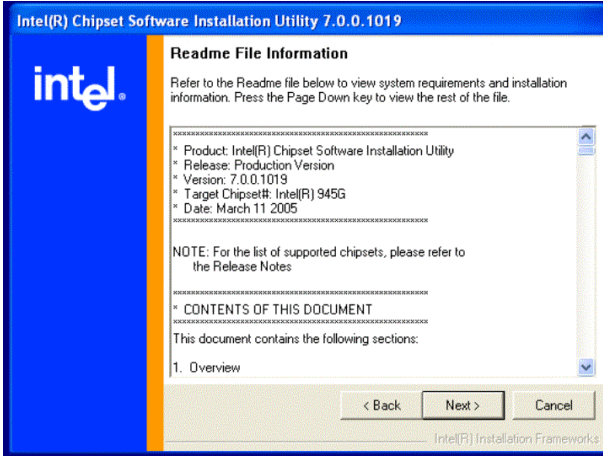 Intel(R) Chipset Software Installation Utility 7.0.0.1019
intel.
Readme File Information
Refer to the Readme file below to view system requirements and installation
information. Press the Page Down key to view the rest of the file.
* Product: Intel(R) Chipset Software Installation Utility
* Release: Production Version
* Version: 7.0.0.1019
* Target Chipset#: Intel(R) 945G
* Date: March 11 2005
NOTE: For the list of supported chipsets, please refer to
the Release Notes
* CONTENTS OF THIS DOCUMENT
This document contains the following sections:
1. Overview
< Back
Next >
Cancel
Intel(R) Installation Frameworks